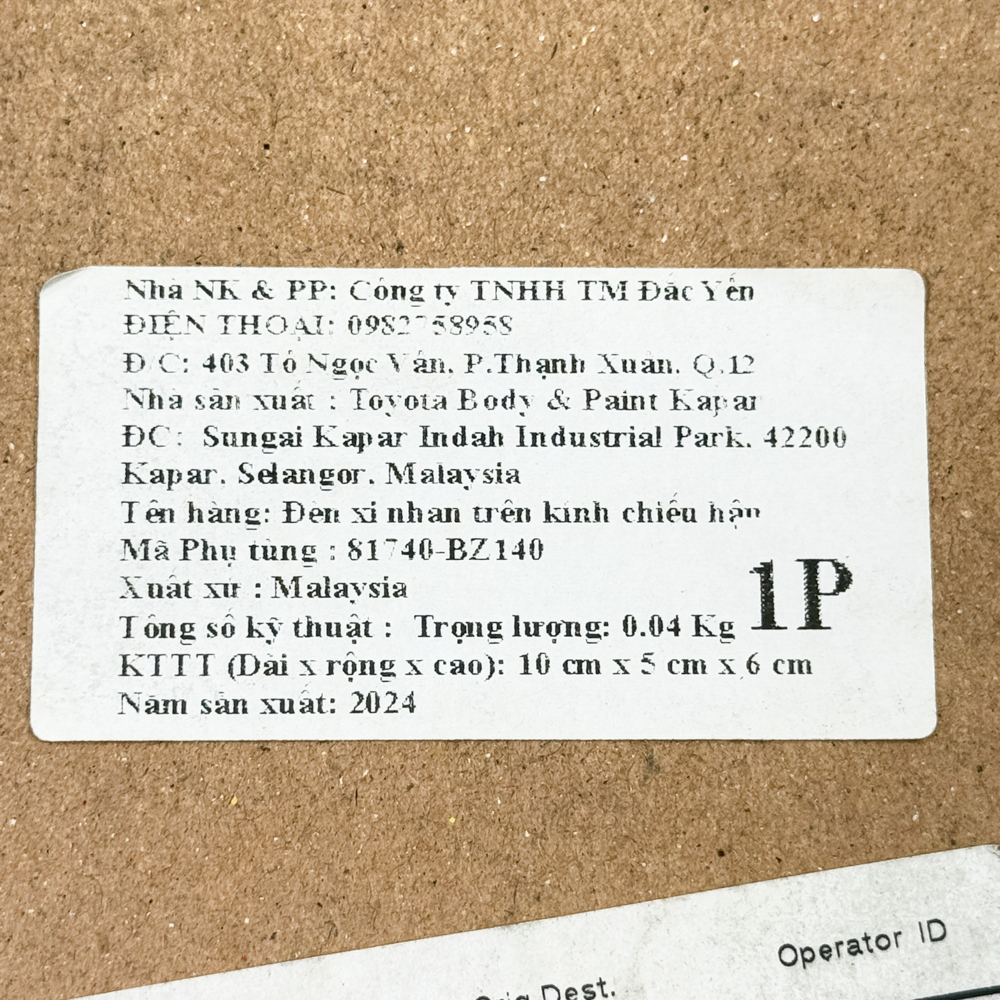 Nhà NK & PP: Công ty TNHH TM Đắc Yến
ĐIỆN THOẠI:
Đ/C: 403 Tô Ngọc Vân, P.Thạnh Xuân, Q.12
Nhà sản xuất : Toyota Body & Paint Kapar
ĐC: Sungai Kapar Indah Industrial Park, 42200
Kapar, Selangor, Malaysia
Tên hàng: Đèn xi nhan trên kính chiếu hậu
Mã Phụ tùng : 81740-BZ140
Xuất xứ : Malaysia
1P
Tổng số kỹ thuật : Trọng lượng: 0.04 Kg
KTTT (Dài x rộng x cao): 10 cm x 5 cm x 6 cm
Năm sản xuất: 2024
Operator ID
Dest.